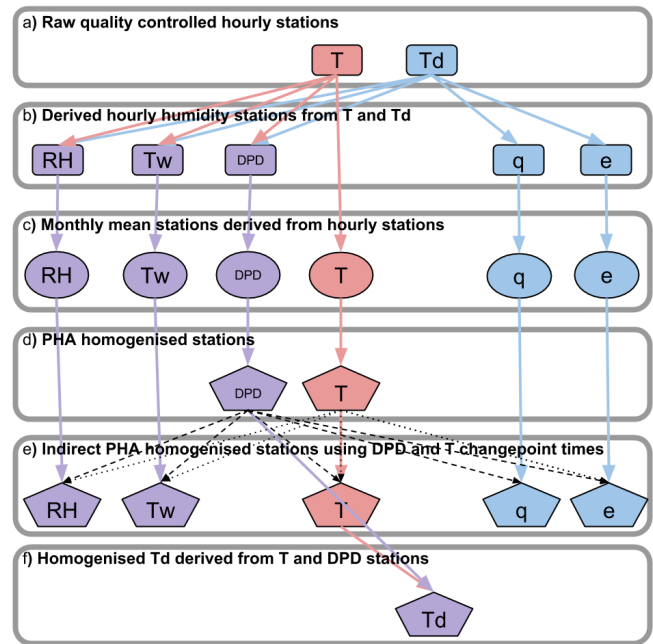 a) Raw quality controlled hourly stations
T Td
b) Derived hourly humidity stations from T and Td
RH Tw DPD q e
c) Monthly mean stations derived from hourly stations
RH Tw DPD T q e
d) PHA homogenised stations
DPD T
e) Indirect PHA homogenised stations using DPD and T changepoint times
RH Tw T q e
f) Homogenised Td derived from T and DPD stations
Td